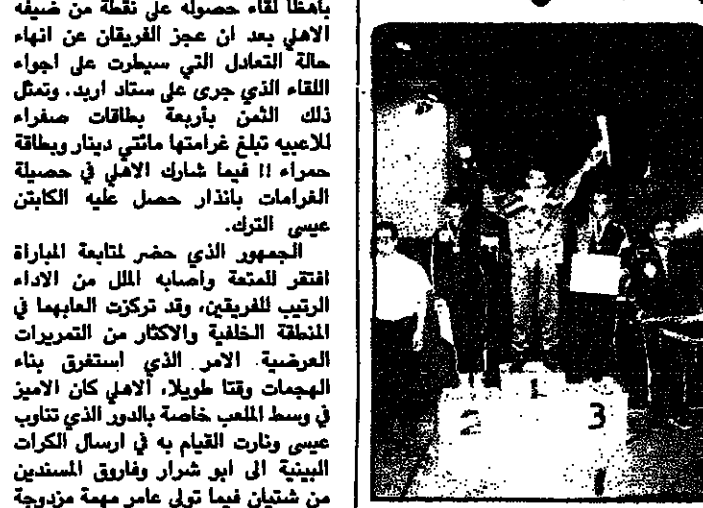 باهظا لقاء حصوله على نقطة من ضيفه
الاهلي بعد ان عجز الفريقان عن انهاء
حالة التعادل التي سيطرت على اجواء
اللقاء الذي جرى على ستاد اربد. وتمثل
ذلك الثمن بأربعة بطاقات صفراء
للاعبيه تبلغ غرامتها مائتي دينار وبطاقة
حمراء !! فيما شارك الاهلي في حصيلة
الغرامات بانذار حصل عليه الكابتن
عيسى الترك.
الجمهور الذي حضر لمتابعة المباراة
افتقر للمتعة واصابه الملل من الاداء
الرتيب للفريقين، وقد تركزت العابهما في
المنطقة الخلفية والاكثار من التمريرات
العرضية الامر الذي استغرق بناء
الهجمات وقتا طويلا، الاهلي كان الاميز
في وسط الملعب خاصة بالدور الذي تناوب
عيسى ونارت القيام به في ارسال الكرات
البينية الى ابو شرار وفاروق المسندين
من شتيان فيما تولى عامر مهمة مزدوجة
2
1
3